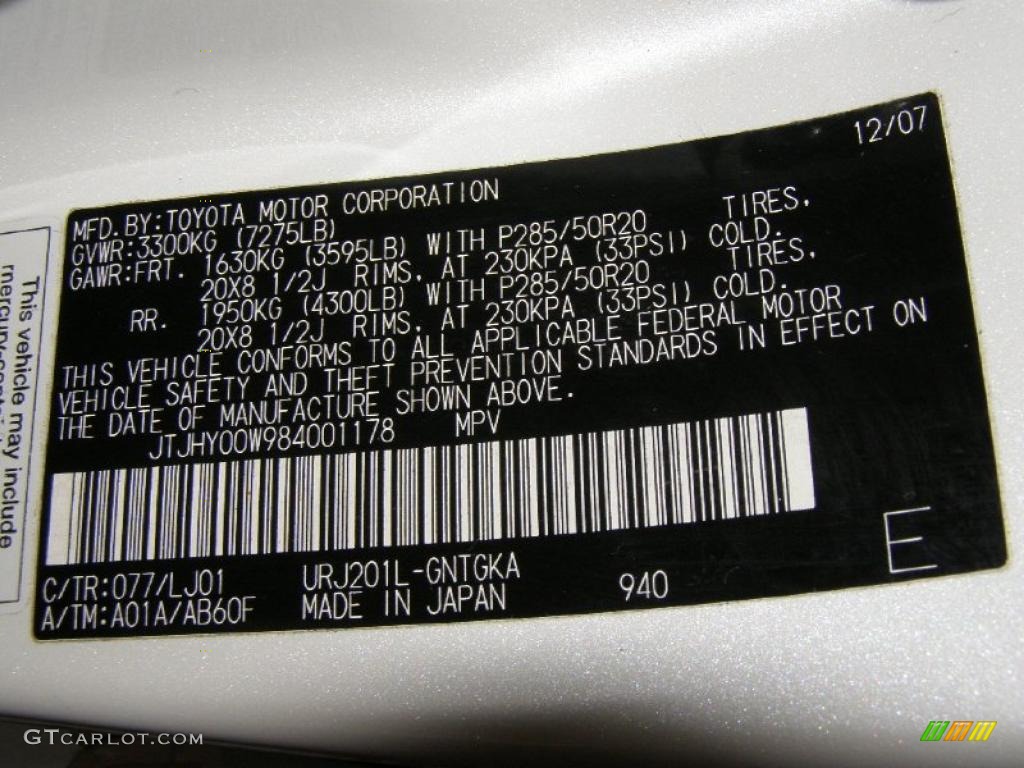 12/07
MFD. BY: TOYOTA MOTOR CORPORATION
GVWR: 3300KG (7275LB)
GAWR: FRT. 1630KG (3595LB) WITH P285/50R20 TIRES,
20X8 1/2J RIMS, AT 230KPA (33PSI) COLD.
RR. 1950KG (4300LB) WITH P285/50R20 TIRES,
20X8 1/2J RIMS, AT 230KPA (33PSI) COLD.
THIS VEHICLE CONFORMS TO ALL APPLICABLE FEDERAL MOTOR
VEHICLE SAFETY AND THEFT PREVENTION STANDARDS IN EFFECT ON
THE DATE OF MANUFACTURE SHOWN ABOVE.
JTJHY00W984001178 MPV
C/TR: 077/LJ01 URJ201L-GNTGKA
A/TM: A01A/AB60F MADE IN JAPAN 940
E
This vehicle may include
GTCARLOT.COM